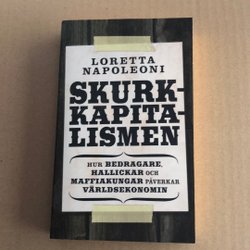 LORETTA
NAPOLEONI
SKURK-
KAPITA-
LISMEN
HUR BEDRAGARE,
HALLICKAR OCH
MAFFIAKUNGAR PÅVERKAR
VÄRLDSEKONOMIN